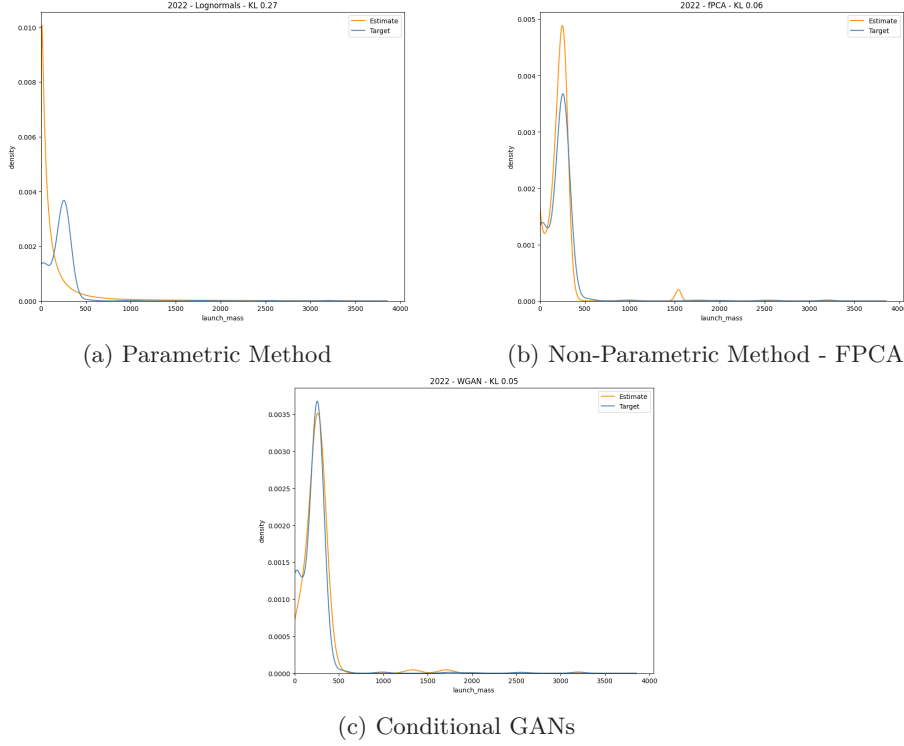 2022 - Lognormals - KL 0.27
Estimate
Target
0.010
0.008
0.006
0.004
0.002
0.000
density
0
500
1000
1500
2000
2500
3000
3500
4000
launch_mass
(a) Parametric Method
2022 - fPCA - KL 0.06
Estimate
Target
0.005
0.004
0.003
0.002
0.001
0.000
density
0
500
1000
1500
2000
2500
3000
3500
4000
launch_mass
(b) Non-Parametric Method - FPCA
2022 - WGAN - KL 0.05
Estimate
Target
0.0035
0.0030
0.0025
0.0020
0.0015
0.0010
0.0005
0.0000
density
0
500
1000
1500
2000
2500
3000
3500
4000
launch_mass
(c) Conditional GANs